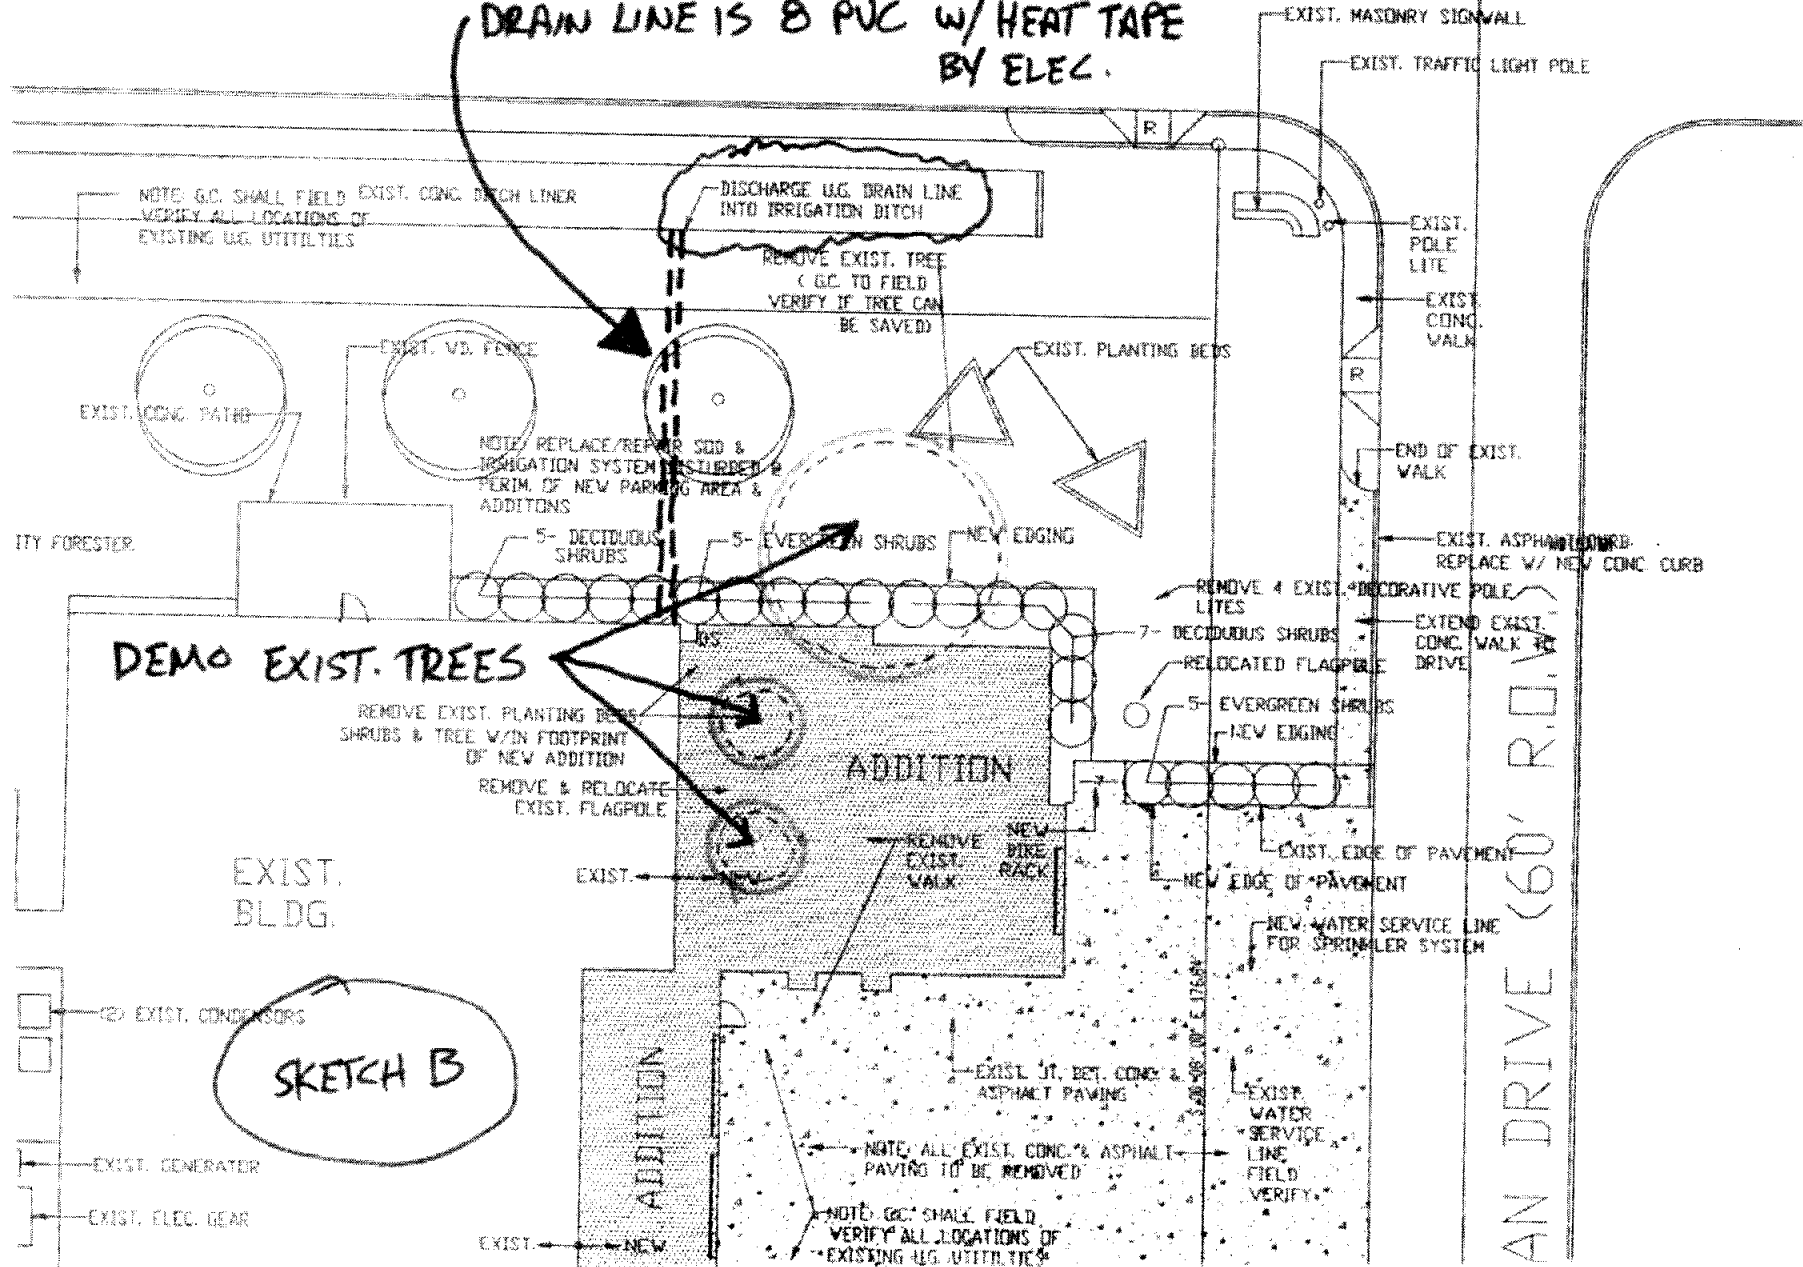 DRAIN LINE IS 8 PVC W/ HEAT TAPE
BY ELEC.
EXIST. MASONRY SIGNWALL
EXIST. TRAFFIC LIGHT POLE
R
NOTE: G.C. SHALL FIELD
VERIFY ALL LOCATIONS OF
EXISTING U.G. UTITILTIES
EXIST. CONC. DITCH LINER
DISCHARGE U.G. DRAIN LINE
INTO IRRIGATION DITCH
EXIST.
POLE
LITE
REMOVE EXIST. TREE
( G.C. TO FIELD
VERIFY IF TREE CAN
BE SAVED)
EXIST.
CONC.
WALK
EXIST. WD. FENCE
EXIST. PLANTING BEDS
R
EXIST. CONC. PATIO
NOTE: REPLACE/REPAIR SOD &
IRRIGATION SYSTEM DISTURBED @
PERIM. OF NEW PARKING AREA &
ADDITONS
END OF EXIST.
WALK
ITY FORESTER.
5- DECIDUOUS
SHRUBS
5- EVERGREEN SHRUBS
NEW EDGING
EXIST. ASPHALT CURB
REPLACE W/ NEW CONC CURB
REMOVE 4 EXIST. DECORATIVE POLE
LITES
EXTEND EXIST.
CONC. WALK TO
DRIVE
7- DECIDUOUS SHRUBS
DS
DEMO EXIST. TREES
RELOCATED FLAGPOLE
5- EVERGREEN SHRUBS
NEW EDGING
REMOVE EXIST. PLANTING BEDS
SHRUBS & TREE W/IN FOOTPRINT
OF NEW ADDITION
ADDITION
REMOVE & RELOCATE
EXIST. FLAGPOLE
REMOVE
EXIST.
WALK
NEW
BIKE
RACK
EXIST. EDGE OF PAVEMENT
NEW EDGE OF PAVEMENT
EXIST.
NEW
EXIST.
BLDG.
NEW WATER SERVICE LINE
FOR SPRINKLER SYSTEM
(2) EXIST. CONDENSORS
SKETCH B
ADDITION
EXIST. JT. BET. CONC. &
ASPHALT PAVING
EXIST.
WATER
SERVICE
LINE
FIELD
VERIFY
NOTE: ALL EXIST. CONC. & ASPHALT
PAVING TO BE REMOVED
EXIST. GENERATOR
EXIST. ELEC. GEAR
NOTE: G.C. SHALL FIELD
VERIFY ALL LOCATIONS OF
EXISTING U.G. UTITILTIES
EXIST.
NEW
AN DRIVE (60' R.O.W.)